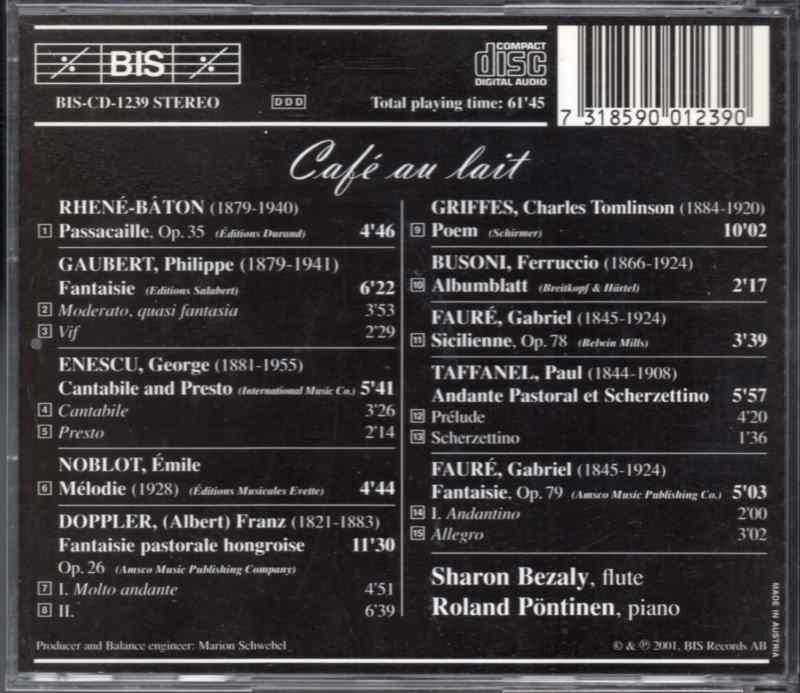 BIS
COMPACT
disc
DIGITAL AUDIO
BIS-CD-1239 STEREO
DDD
Total playing time: 61'45
7 318590 012390
Café au lait
RHENÉ-BÂTON (1879-1940)
1 Passacaille, Op. 35 (Éditions Durand) 4'46
GAUBERT, Philippe (1879-1941)
Fantaisie (Editions Salabert) 6'22
2 Moderato, quasi fantasia 3'53
3 Vif 2'29
ENESCU, George (1881-1955)
Cantabile and Presto (International Music Co.) 5'41
4 Cantabile 3'26
5 Presto 2'14
NOBLOT, Émile
6 Mélodie (1928) (Éditions Musicales Evette) 4'44
DOPPLER, (Albert) Franz (1821-1883)
Fantaisie pastorale hongroise 11'30
Op. 26 (Amsco Music Publishing Company)
7 I. Molto andante 4'51
8 II. 6'39
GRIFFES, Charles Tomlinson (1884-1920)
9 Poem (Schirmer) 10'02
BUSONI, Ferruccio (1866-1924)
10 Albumblatt (Breitkopf & Härtel) 2'17
FAURÉ, Gabriel (1845-1924)
11 Sicilienne, Op. 78 (Belwin Mills) 3'39
TAFFANEL, Paul (1844-1908)
Andante Pastoral et Scherzettino 5'57
12 Prélude 4'20
13 Scherzettino 1'36
FAURÉ, Gabriel (1845-1924)
Fantaisie, Op. 79 (Amsco Music Publishing Co.) 5'03
14 I. Andantino 2'00
15 Allegro 3'02
Sharon Bezaly, flute
Roland Pöntinen, piano
Producer and Balance engineer: Marion Schwebel
© & ℗ 2001, BIS Records AB
MADE IN AUSTRIA